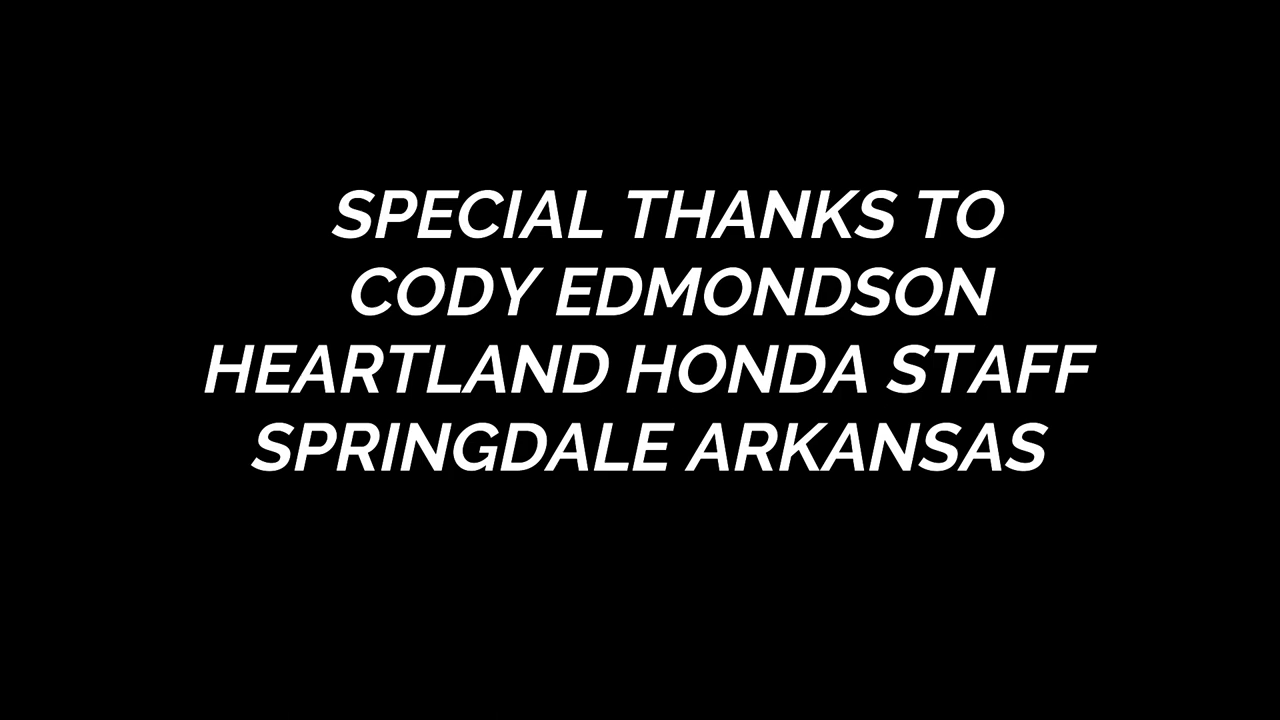 SPECIAL THANKS TO
CODY EDMONDSON
HEARTLAND HONDA STAFF
SPRINGDALE ARKANSAS